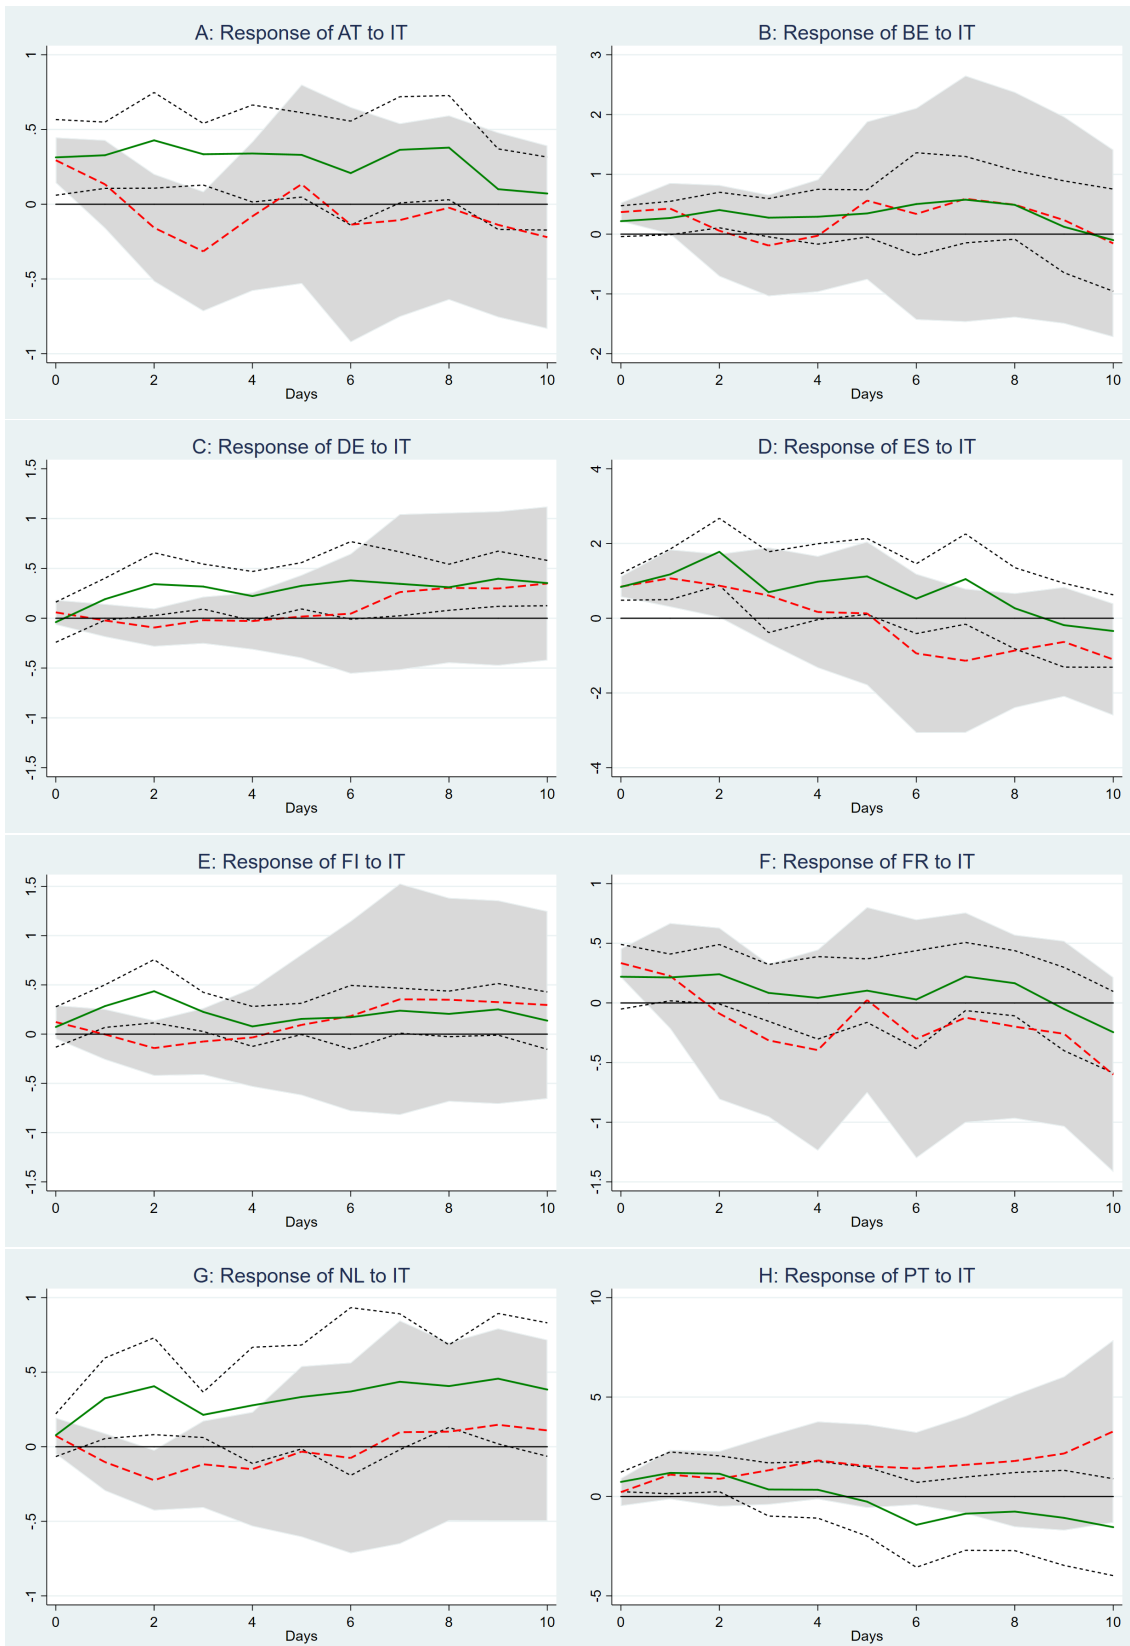 A: Response of AT to IT
1
.5
0
-.5
-1
0 2 4 6 8 10
Days
B: Response of BE to IT
3
2
1
0
-1
-2
0 2 4 6 8 10
Days
C: Response of DE to IT
1.5
1
.5
0
-.5
-1
-1.5
0 2 4 6 8 10
Days
D: Response of ES to IT
4
2
0
-2
-4
0 2 4 6 8 10
Days
E: Response of FI to IT
1.5
1
.5
0
-.5
-1
-1.5
0 2 4 6 8 10
Days
F: Response of FR to IT
1
.5
0
-.5
-1
-1.5
0 2 4 6 8 10
Days
G: Response of NL to IT
1
.5
0
-.5
-1
0 2 4 6 8 10
Days
H: Response of PT to IT
10
5
0
-5
0 2 4 6 8 10
Days